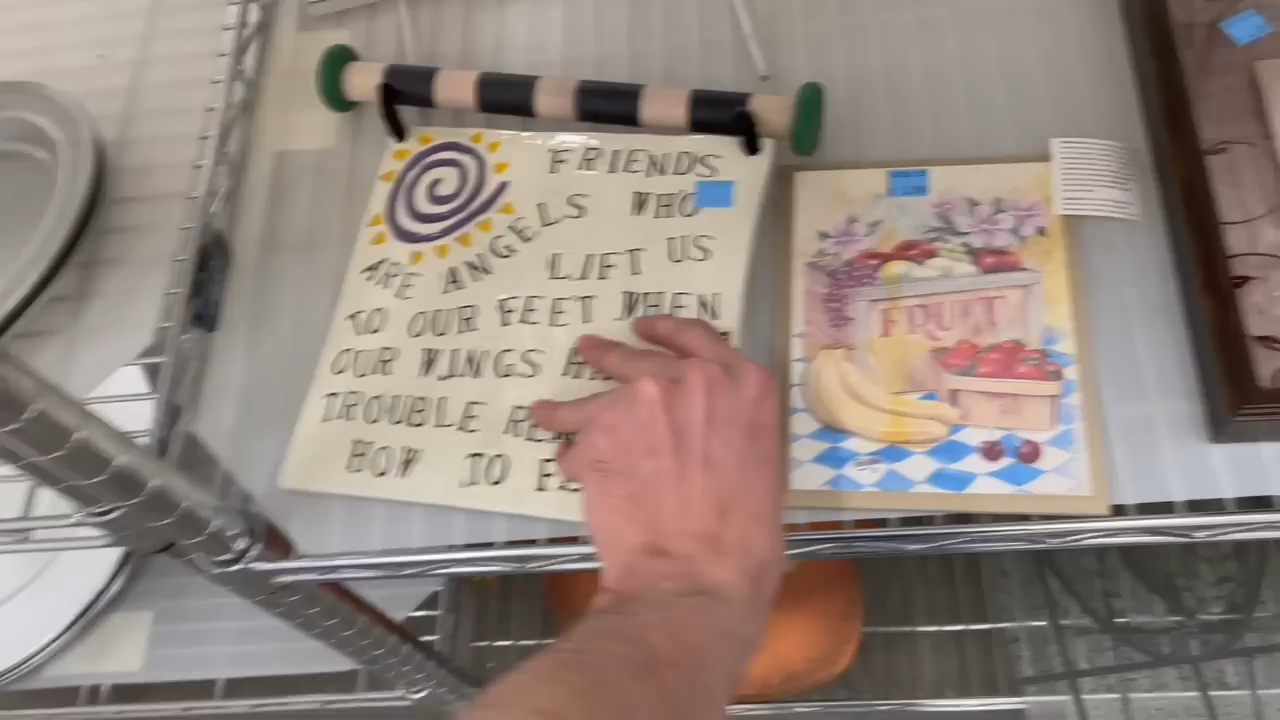 FRIENDS
ARE ANGELS WHO
LIFT US
TO OUR FEET WHEN
OUR WINGS
TROUBLE
HOW TO
FRUIT